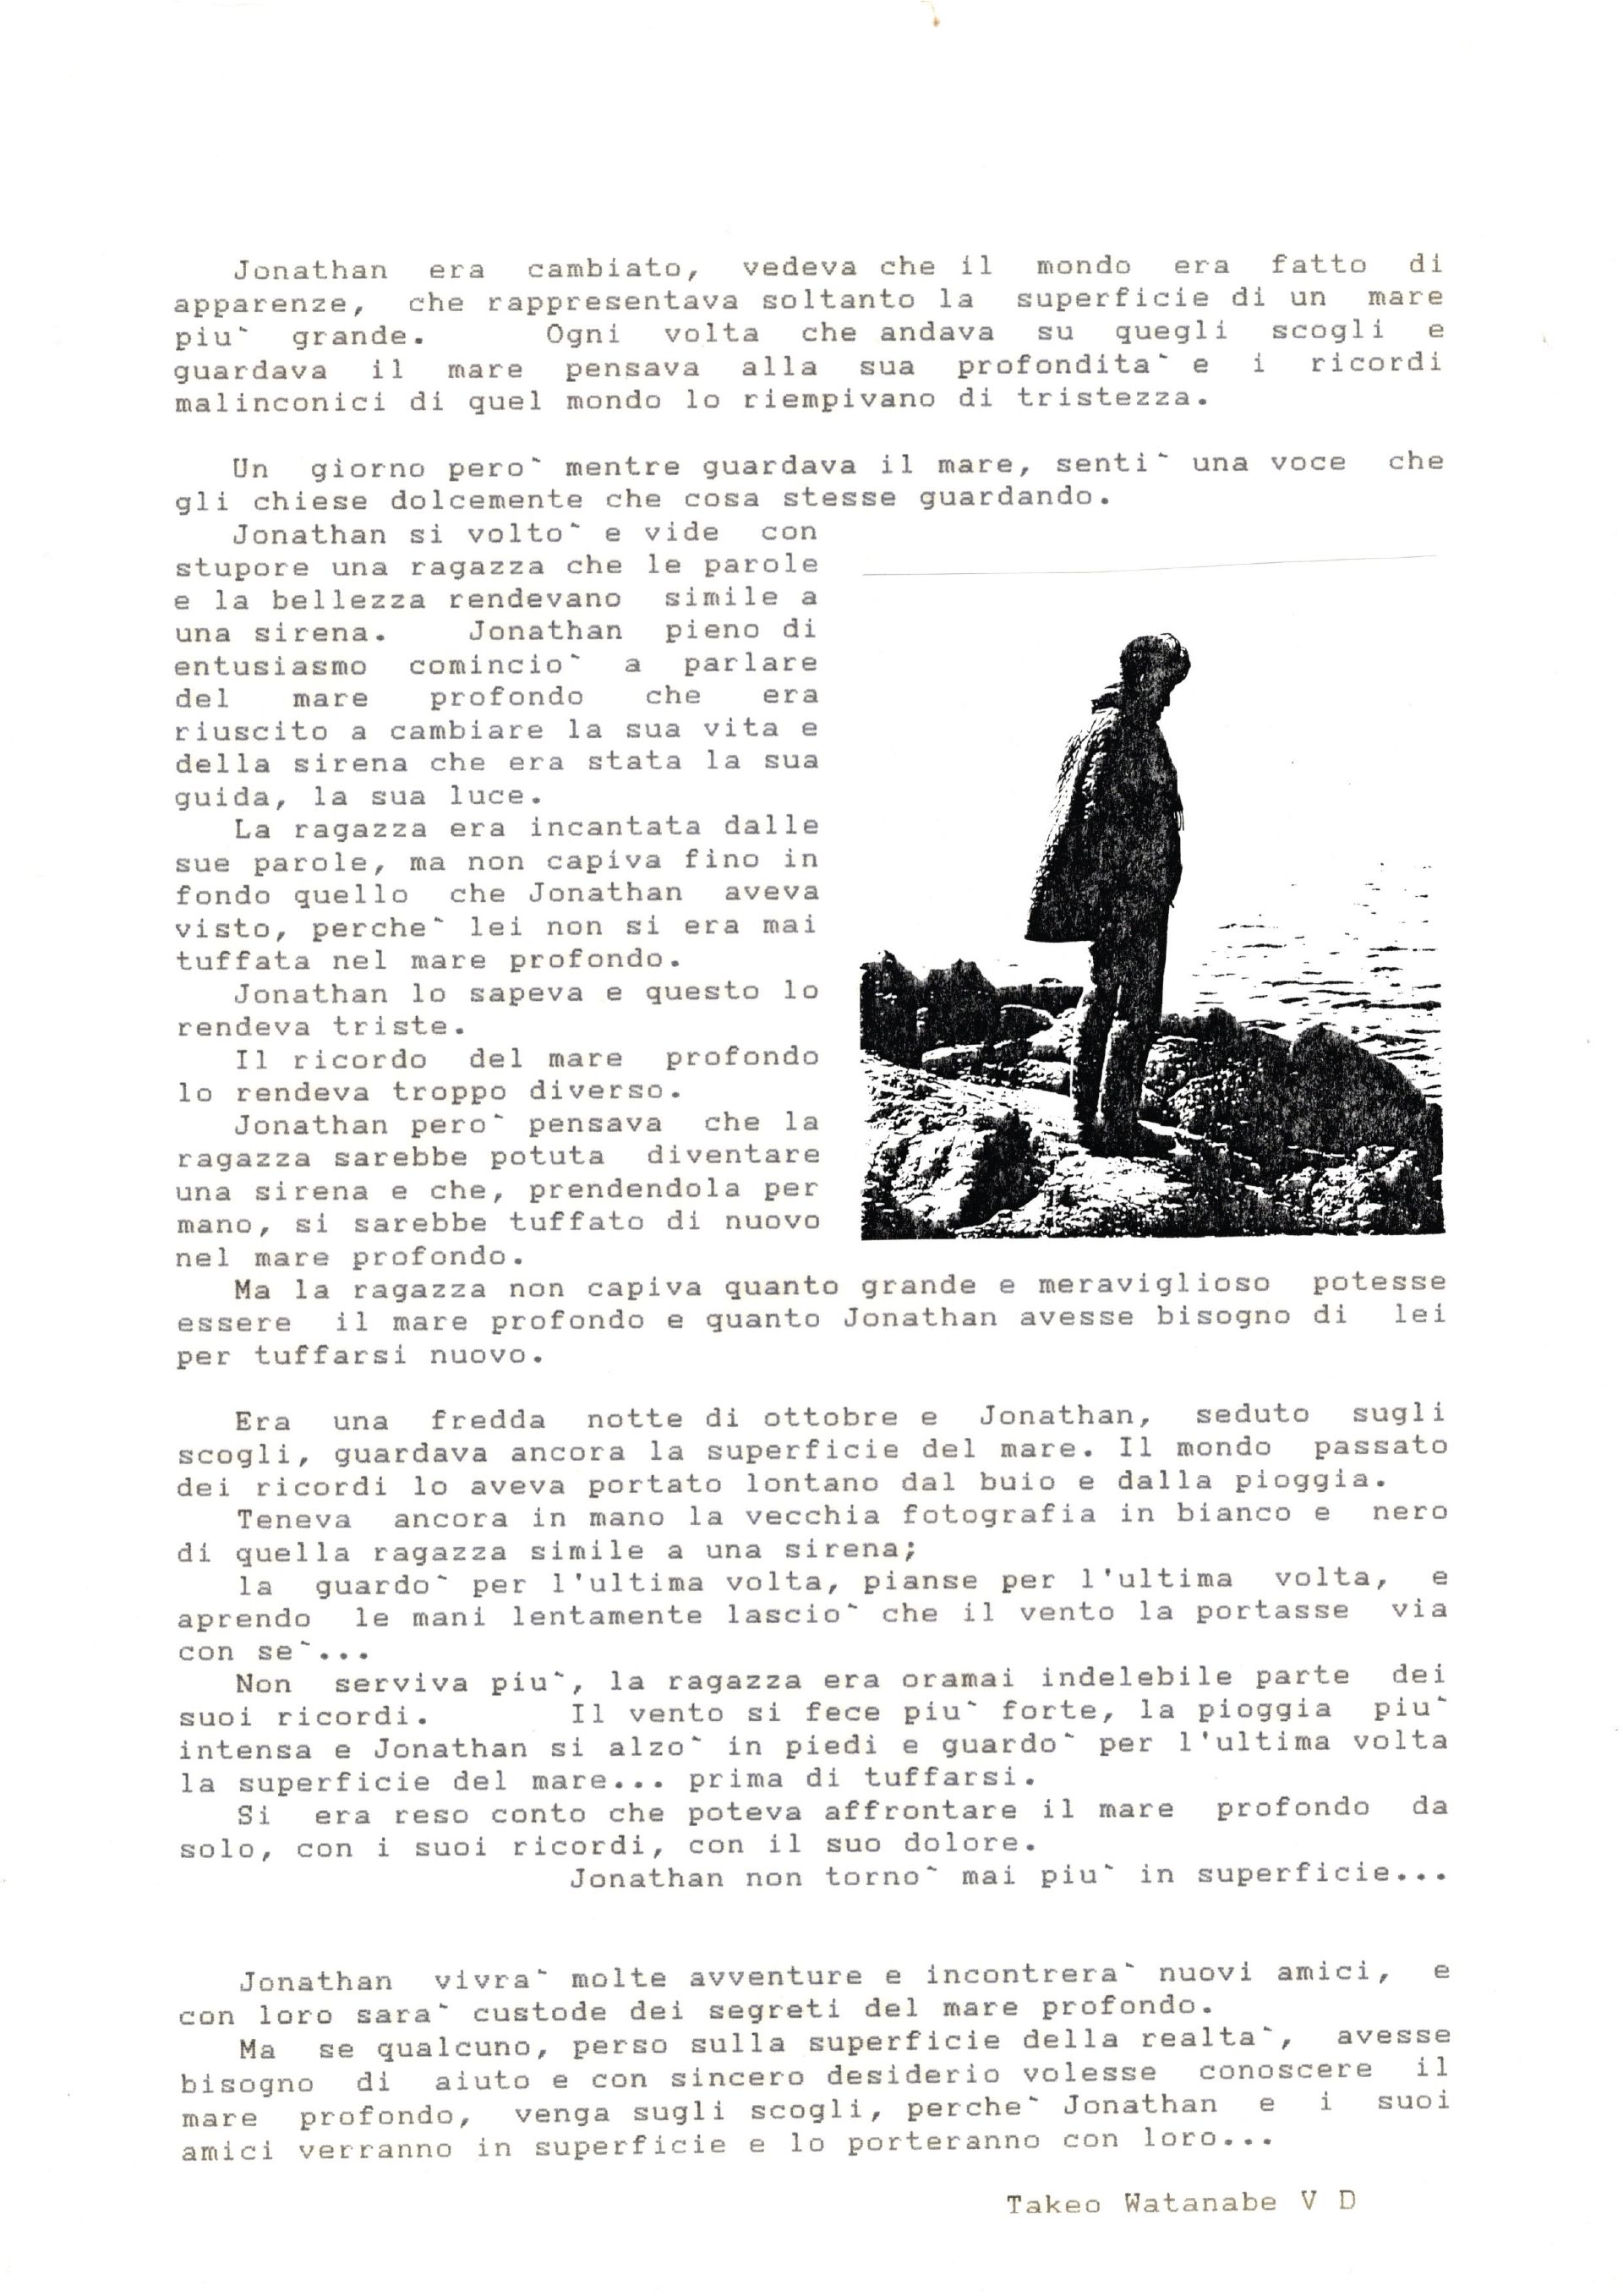 Jonathan era cambiato, vedeva che il mondo era fatto di
apparenze, che rappresentava soltanto la superficie di un mare
piu` grande. Ogni volta che andava su quegli scogli e
guardava il mare pensava alla sua profondita` e i ricordi
malinconici di quel mondo lo riempivano di tristezza.
Un giorno pero` mentre guardava il mare, senti` una voce che
gli chiese dolcemente che cosa stesse guardando.
Jonathan si volto` e vide con
stupore una ragazza che le parole
e la bellezza rendevano simile a
una sirena. Jonathan pieno di
entusiasmo comincio` a parlare
del mare profondo che era
riuscito a cambiare la sua vita e
della sirena che era stata la sua
guida, la sua luce.
La ragazza era incantata dalle
sue parole, ma non capiva fino in
fondo quello che Jonathan aveva
visto, perche` lei non si era mai
tuffata nel mare profondo.
Jonathan lo sapeva e questo lo
rendeva triste.
Il ricordo del mare profondo
lo rendeva troppo diverso.
Jonathan pero` pensava che la
ragazza sarebbe potuta diventare
una sirena e che, prendendola per
mano, si sarebbe tuffato di nuovo
nel mare profondo.
Ma la ragazza non capiva quanto grande e meraviglioso potesse
essere il mare profondo e quanto Jonathan avesse bisogno di lei
per tuffarsi nuovo.
Era una fredda notte di ottobre e Jonathan, seduto sugli
scogli, guardava ancora la superficie del mare. Il mondo passato
dei ricordi lo aveva portato lontano dal buio e dalla pioggia.
Teneva ancora in mano la vecchia fotografia in bianco e nero
di quella ragazza simile a una sirena;
la guardo` per l'ultima volta, pianse per l'ultima volta, e
aprendo le mani lentamente lascio` che il vento la portasse via
con se`...
Non serviva piu`, la ragazza era oramai indelebile parte dei
suoi ricordi. Il vento si fece piu` forte, la pioggia piu`
intensa e Jonathan si alzo` in piedi e guardo` per l'ultima volta
la superficie del mare... prima di tuffarsi.
Si era reso conto che poteva affrontare il mare profondo da
solo, con i suoi ricordi, con il suo dolore.
Jonathan non torno` mai piu` in superficie...
Jonathan vivra` molte avventure e incontrera` nuovi amici, e
con loro sara` custode dei segreti del mare profondo.
Ma se qualcuno, perso sulla superficie della realta`, avesse
bisogno di aiuto e con sincero desiderio volesse conoscere il
mare profondo, venga sugli scogli, perche` Jonathan e i suoi
amici verranno in superficie e lo porteranno con loro...
Takeo Watanabe V D